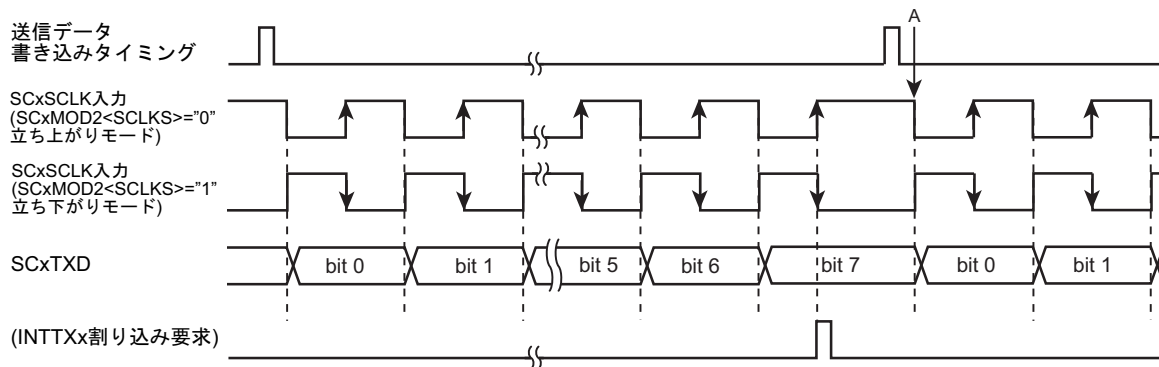 送信データ
書き込みタイミング
A
SCxSCLK入力
(SCxMOD2<SCLKS>="0"
立ち上がりモード)
SCxSCLK入力
(SCxMOD2<SCLKS>="1"
立ち下がりモード)
SCxTXD
bit 0
bit 1
bit 5
bit 6
bit 7
bit 0
bit 1
(INTTXx割り込み要求)